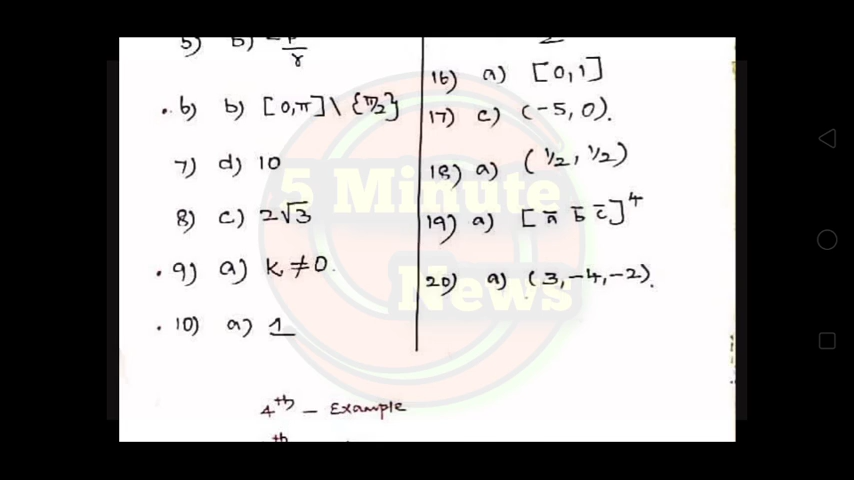 5) b) -p/r
. 6) b) [0,π] \ {π/2}
7) d) 10
8) c) 2√3
. 9) a) k ≠ 0.
. 10) a) 1
16) a) [0,1]
17) c) (-5, 0).
18) a) (1/2, 1/2)
19) a) [ā b̄ c̄]⁴
20) a) (3, -4, -2).
4th - Example
th
5 Minute
News